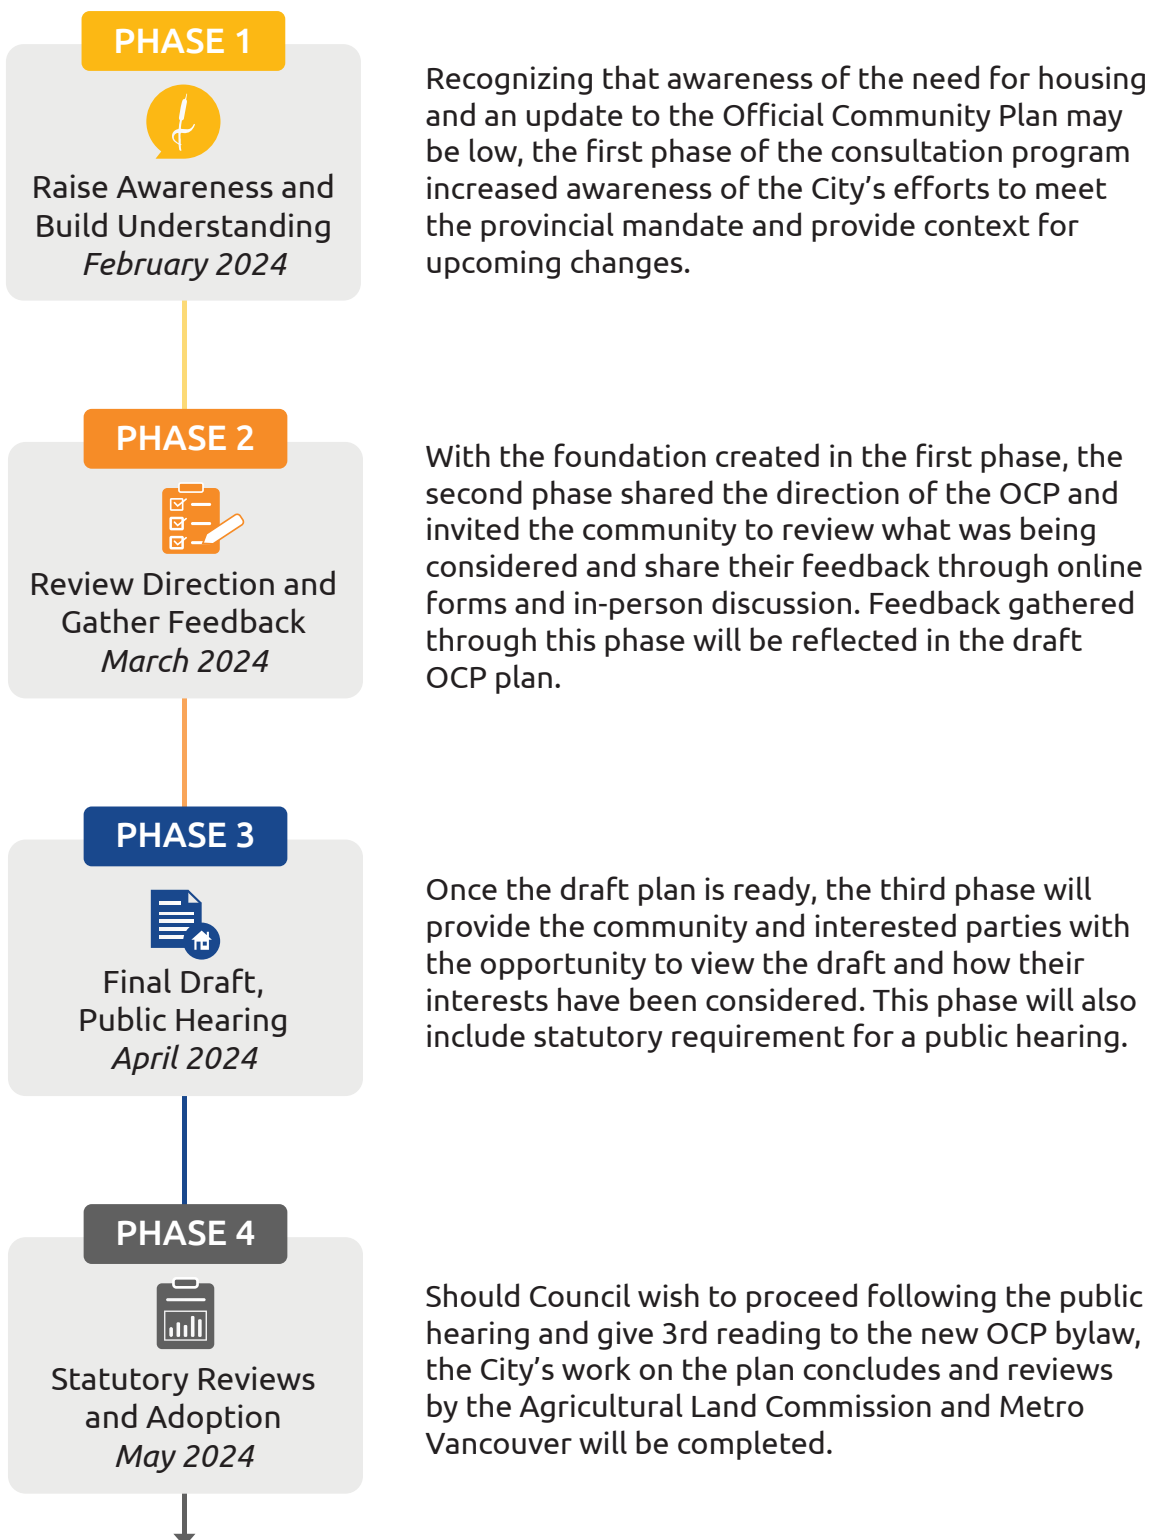 PHASE 1
Raise Awareness and
Build Understanding
February 2024
Recognizing that awareness of the need for housing
and an update to the Official Community Plan may
be low, the first phase of the consultation program
increased awareness of the City’s efforts to meet
the provincial mandate and provide context for
upcoming changes.
PHASE 2
Review Direction and
Gather Feedback
March 2024
With the foundation created in the first phase, the
second phase shared the direction of the OCP and
invited the community to review what was being
considered and share their feedback through online
forms and in-person discussion. Feedback gathered
through this phase will be reflected in the draft
OCP plan.
PHASE 3
Final Draft,
Public Hearing
April 2024
Once the draft plan is ready, the third phase will
provide the community and interested parties with
the opportunity to view the draft and how their
interests have been considered. This phase will also
include statutory requirement for a public hearing.
PHASE 4
Statutory Reviews
and Adoption
May 2024
Should Council wish to proceed following the public
hearing and give 3rd reading to the new OCP bylaw,
the City’s work on the plan concludes and reviews
by the Agricultural Land Commission and Metro
Vancouver will be completed.